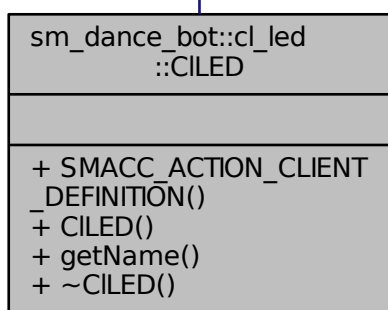 sm_dance_bot::cl_led
::ClLED
+ SMACC_ACTION_CLIENT
_DEFINITION()
+ ClLED()
+ getName()
+ ~ClLED()